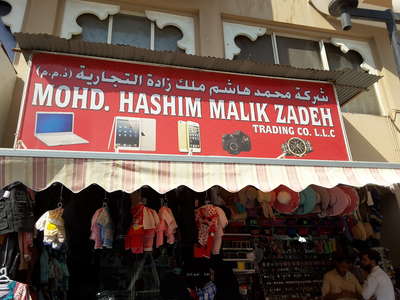 شركة محمد هاشم ملك زادة التجارية (ذ.م.م)
MOHD. HASHIM MALIK ZADEH
TRADING CO. L.L.C